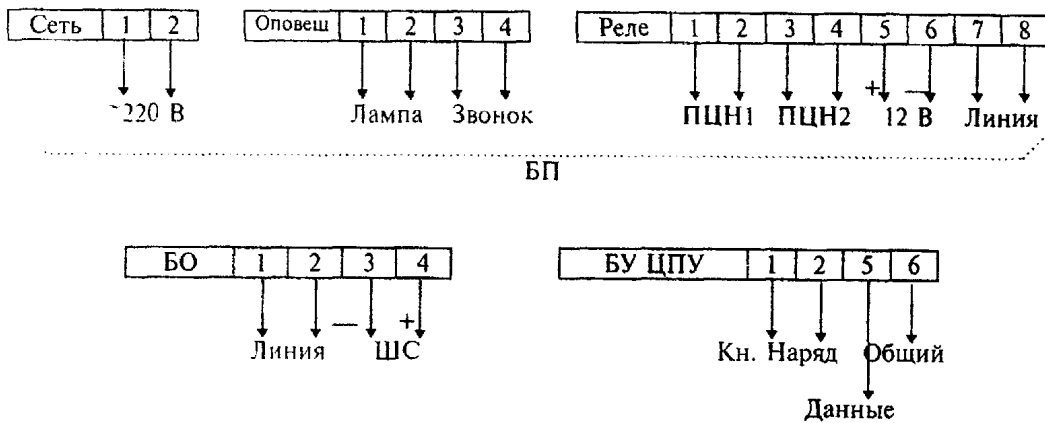 Сеть 1 2 Оповещ 1 2 3 4 Реле 1 2 3 4 5 6 7 8
+ —
~220 В Лампа Звонок ПЦН1 ПЦН2 12 В Линия
БП
БО 1 2 3 4 БУ ЦПУ 1 2 5 6
— +
Линия ШС Кн. Наряд Общий
Данные